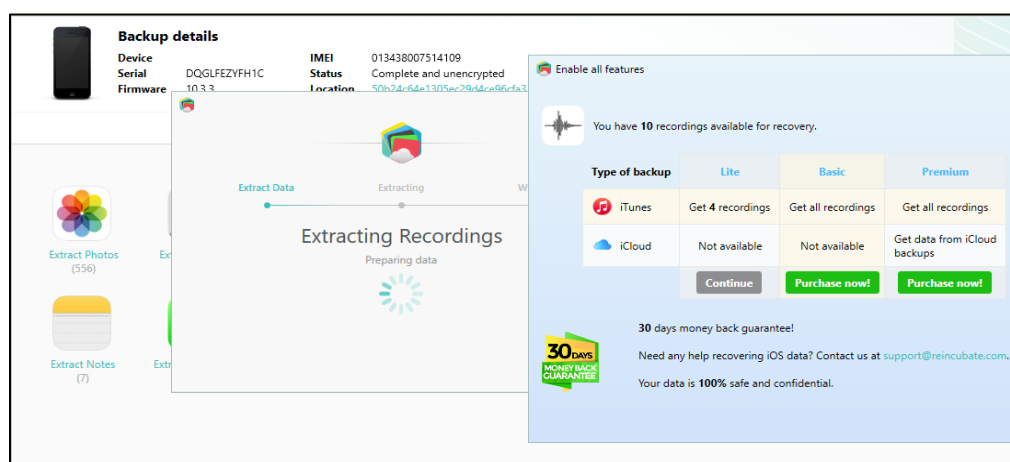 Backup details
Device
Serial DQGLFEZYFH1C
Firmware 10.3.3
IMEI 013438007514109
Status Complete and unencrypted
Location 50b24c64e1305ec29d4ce96cfa3
Extract Photos
(556)
Extract Notes
(7)
Extract Data
Extracting
W
Extracting Recordings
Preparing data
Enable all features
You have 10 recordings available for recovery.
Type of backup Lite Basic Premium
iTunes Get 4 recordings Get all recordings Get all recordings
iCloud Not available Not available Get data from iCloud backups
Continue Purchase now! Purchase now!
30 DAYS
MONEY BACK
GUARANTEE
30 days money back guarantee!
Need any help recovering iOS data? Contact us at support@reincubate.com.
Your data is 100% safe and confidential.